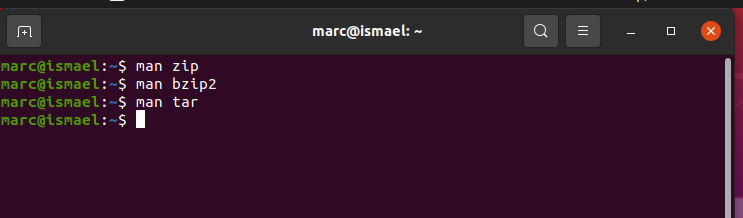 marc@ismael: ~
marc@ismael:~$ man zip
marc@ismael:~$ man bzip2
marc@ismael:~$ man tar
marc@ismael:~$